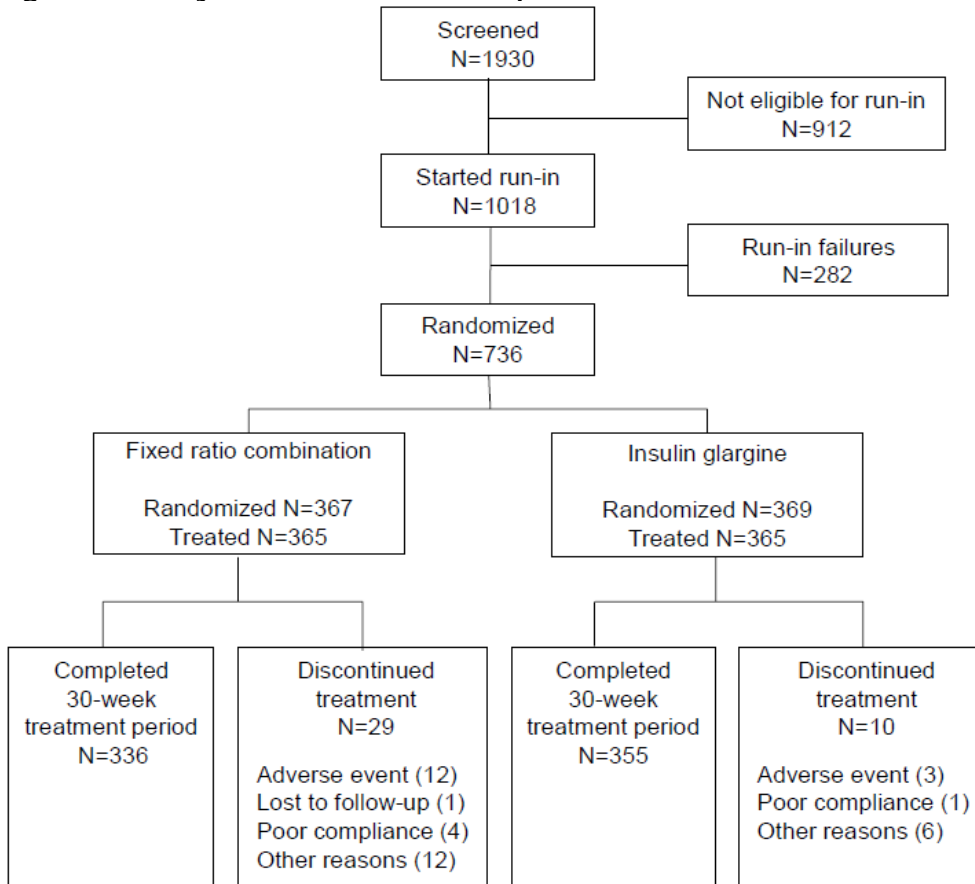 Screened
N=1930
Not eligible for run-in
N=912
Started run-in
N=1018
Run-in failures
N=282
Randomized
N=736
Fixed ratio combination
Randomized N=367
Treated N=365
Insulin glargine
Randomized N=369
Treated N=365
Completed
30-week
treatment period
N=336
Discontinued
treatment
N=29
Adverse event (12)
Lost to follow-up (1)
Poor compliance (4)
Other reasons (12)
Completed
30-week
treatment period
N=355
Discontinued
treatment
N=10
Adverse event (3)
Poor compliance (1)
Other reasons (6)